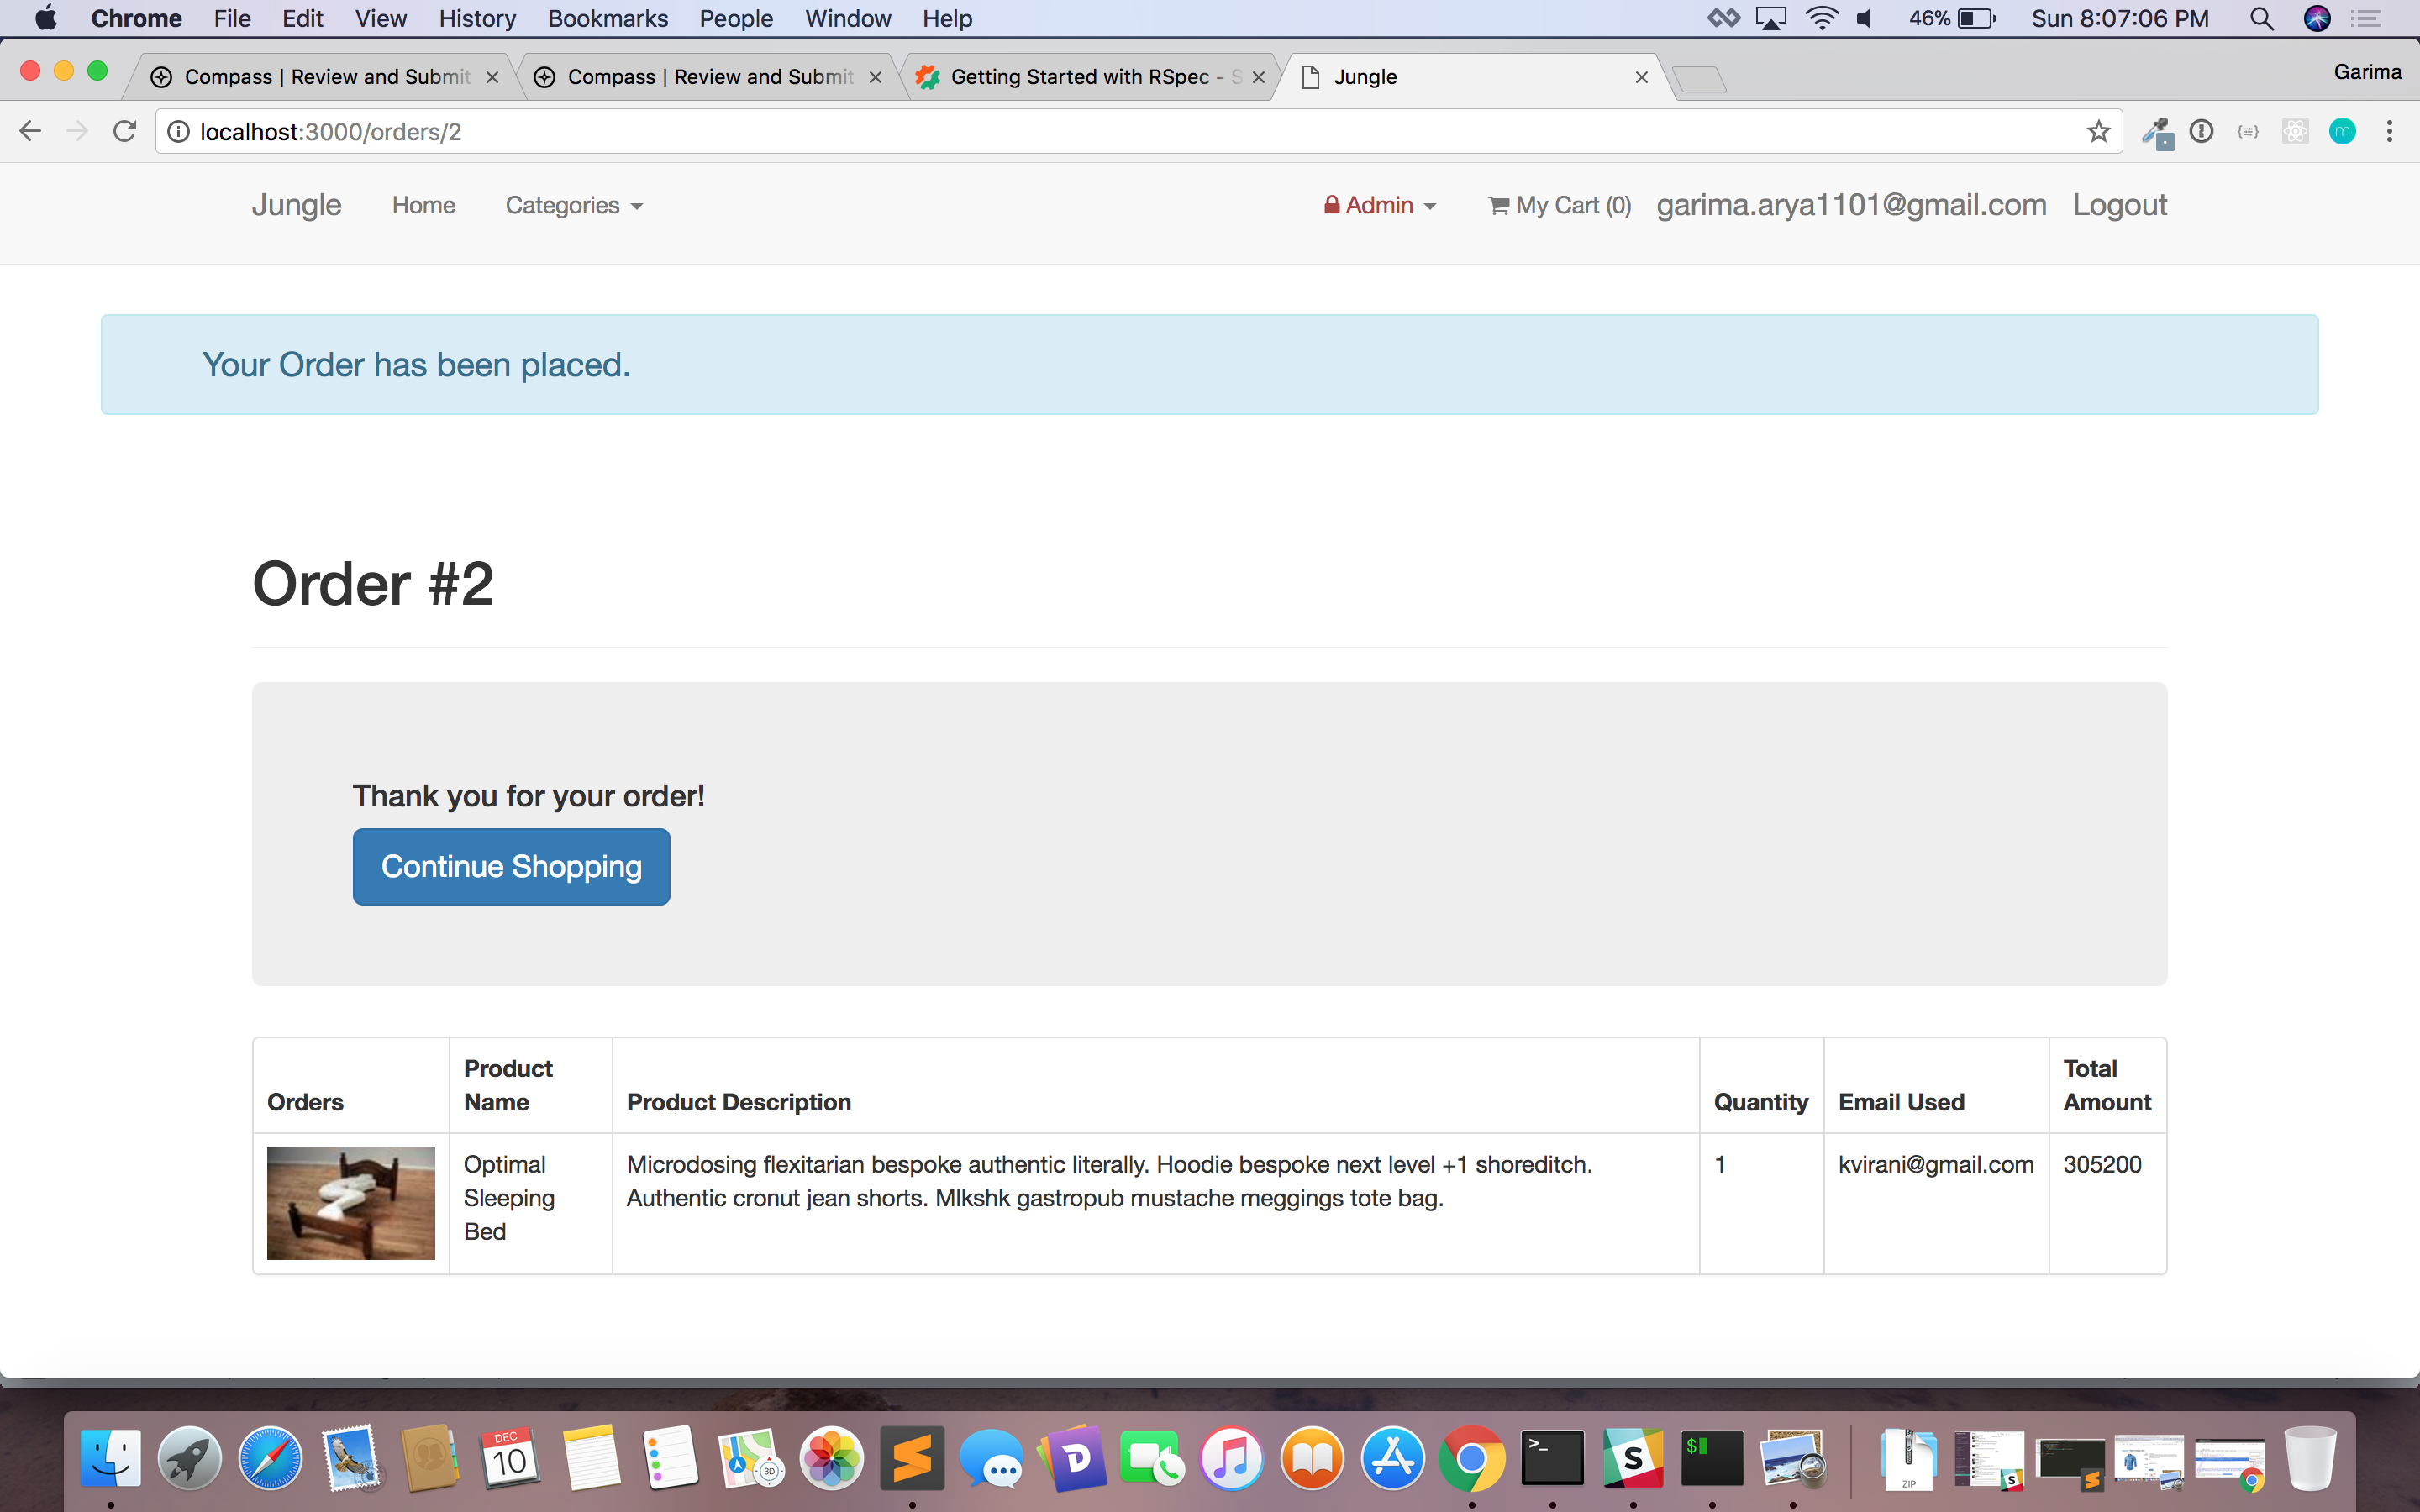 Chrome File Edit View History Bookmarks People Window Help 46% Sun 8:07:06 PM
Compass | Review and Submit Compass | Review and Submit Getting Started with RSpec - S Jungle Garima
localhost:3000/orders/2
Jungle Home Categories Admin My Cart (0) garima.arya1101@gmail.com Logout
Your Order has been placed.
Order #2
Thank you for your order!
Continue Shopping
Orders Product Name Product Description Quantity Email Used Total Amount
Optimal Sleeping Bed
Microdosing flexitarian bespoke authentic literally. Hoodie bespoke next level +1 shoreditch.
Authentic cronut jean shorts. Mlkshk gastropub mustache meggings tote bag.
1
kvirani@gmail.com
305200
DEC
10
3D
ZIP